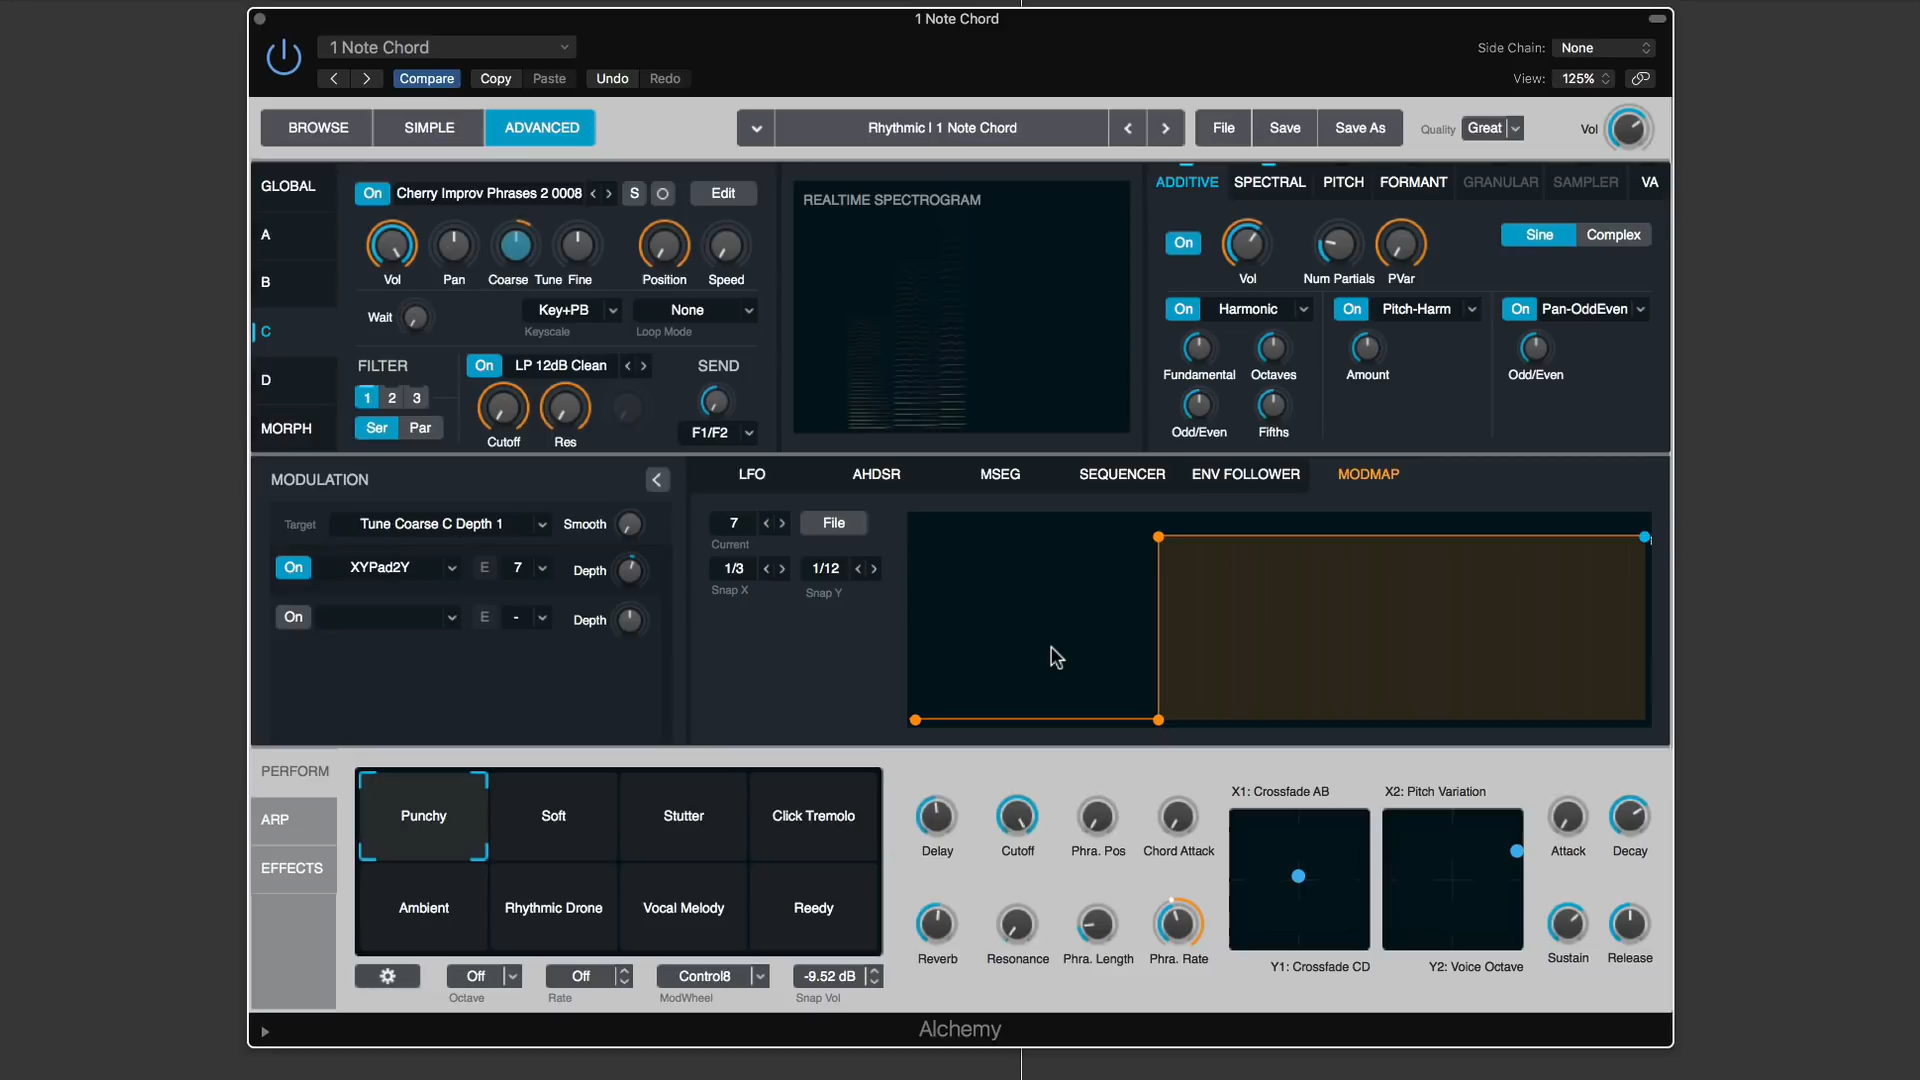 1 Note Chord
1 Note Chord
Side Chain: None
Compare Copy Paste Undo Redo
View: 125%
BROWSE SIMPLE ADVANCED
Rhythmic | 1 Note Chord
File Save Save As
Quality Great
Vol
GLOBAL
A
B
C
D
MORPH
On Cherry Improv Phrases 2 0008 S Edit
Vol Pan Coarse Tune Fine Position Speed
Wait
Key+PB None
Keyscale Loop Mode
FILTER On LP 12dB Clean SEND
1 2 3
Ser Par
Cutoff Res
F1/F2
REALTIME SPECTROGRAM
ADDITIVE SPECTRAL PITCH FORMANT GRANULAR SAMPLER VA
On Sine Complex
Vol Num Partials PVar
On Harmonic On Pitch-Harm On Pan-OddEven
Fundamental Octaves Amount Odd/Even
Odd/Even Fifths
MODULATION
Target Tune Coarse C Depth 1 Smooth
On XYPad2Y E 7 Depth
On E - Depth
LFO AHDSR MSEG SEQUENCER ENV FOLLOWER MODMAP
7 File
Current
1/3 1/12
Snap X Snap Y
PERFORM
ARP
EFFECTS
Punchy Soft Stutter Click Tremolo
Ambient Rhythmic Drone Vocal Melody Reedy
Off Off Control8 -9.52 dB
Octave Rate ModWheel Snap Vol
Delay Cutoff Phra. Pos Chord Attack
Reverb Resonance Phra. Length Phra. Rate
X1: Crossfade AB X2: Pitch Variation
Y1: Crossfade CD Y2: Voice Octave
Attack Decay
Sustain Release
Alchemy